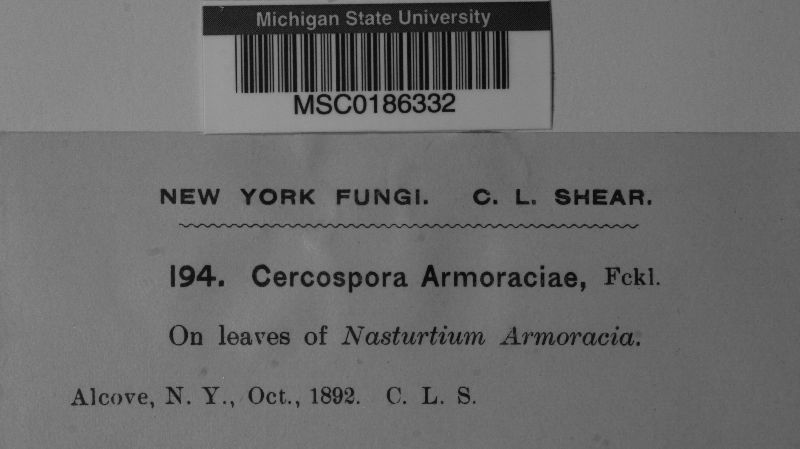 Michigan State University
MSC0186332
NEW YORK FUNGI. C. L. SHEAR.
194. Cercospora Armoraciae, Fckl.
On leaves of Nasturtium Armoracia.
Alcove, N. Y., Oct., 1892. C. L. S.